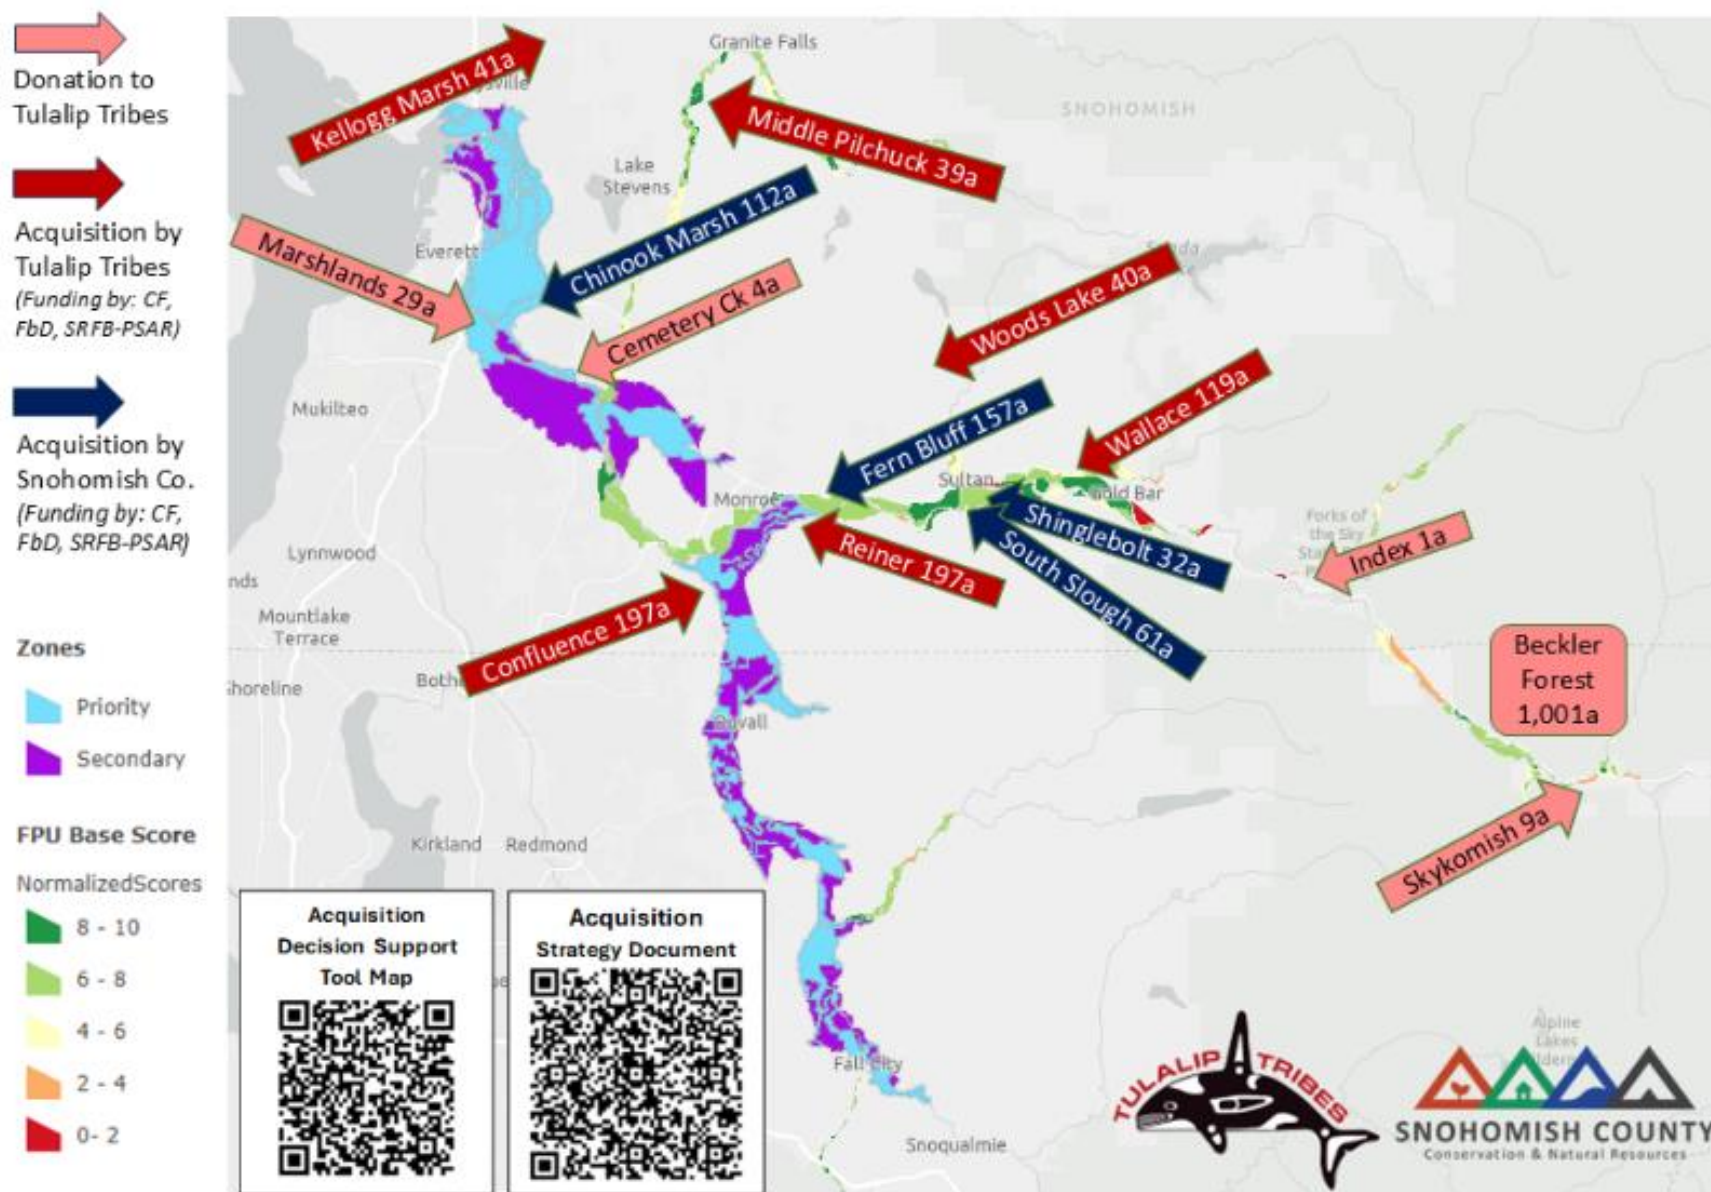 Donation to
Tulalip Tribes
Acquisition by
Tulalip Tribes
(Funding by: CF,
FbD, SRFB-PSAR)
Acquisition by
Snohomish Co.
(Funding by: CF,
FbD, SRFB-PSAR)
Zones
Priority
Secondary
FPU Base Score
NormalizedScores
8 - 10
6 - 8
4 - 6
2 - 4
0- 2
Kellogg Marsh 41a
Granite Falls
SNOHOMISH
Middle Pilchuck 39a
Lake
Stevens
Chinook Marsh 112a
Everett
Marshlands 29a
Cemetery Ck 4a
Woods Lake 40a
Mukilteo
Wallace 119a
Fern Bluff 157a
Sultan
Gold Bar
Monroe
Shinglebolt 32a
South Slough 61a
Reiner 197a
Forks of
the Sky
Index 1a
Lynnwood
Mountlake
Terrace
Confluence 197a
Beckler
Forest
1,001a
Shoreline
Duvall
Skykomish 9a
Kirkland
Redmond
Acquisition
Decision Support
Tool Map
Acquisition
Strategy Document
Fall City
Snoqualmie
Alpine
Lakes
TULALIP TRIBES
SNOHOMISH COUNTY
Conservation & Natural Resources